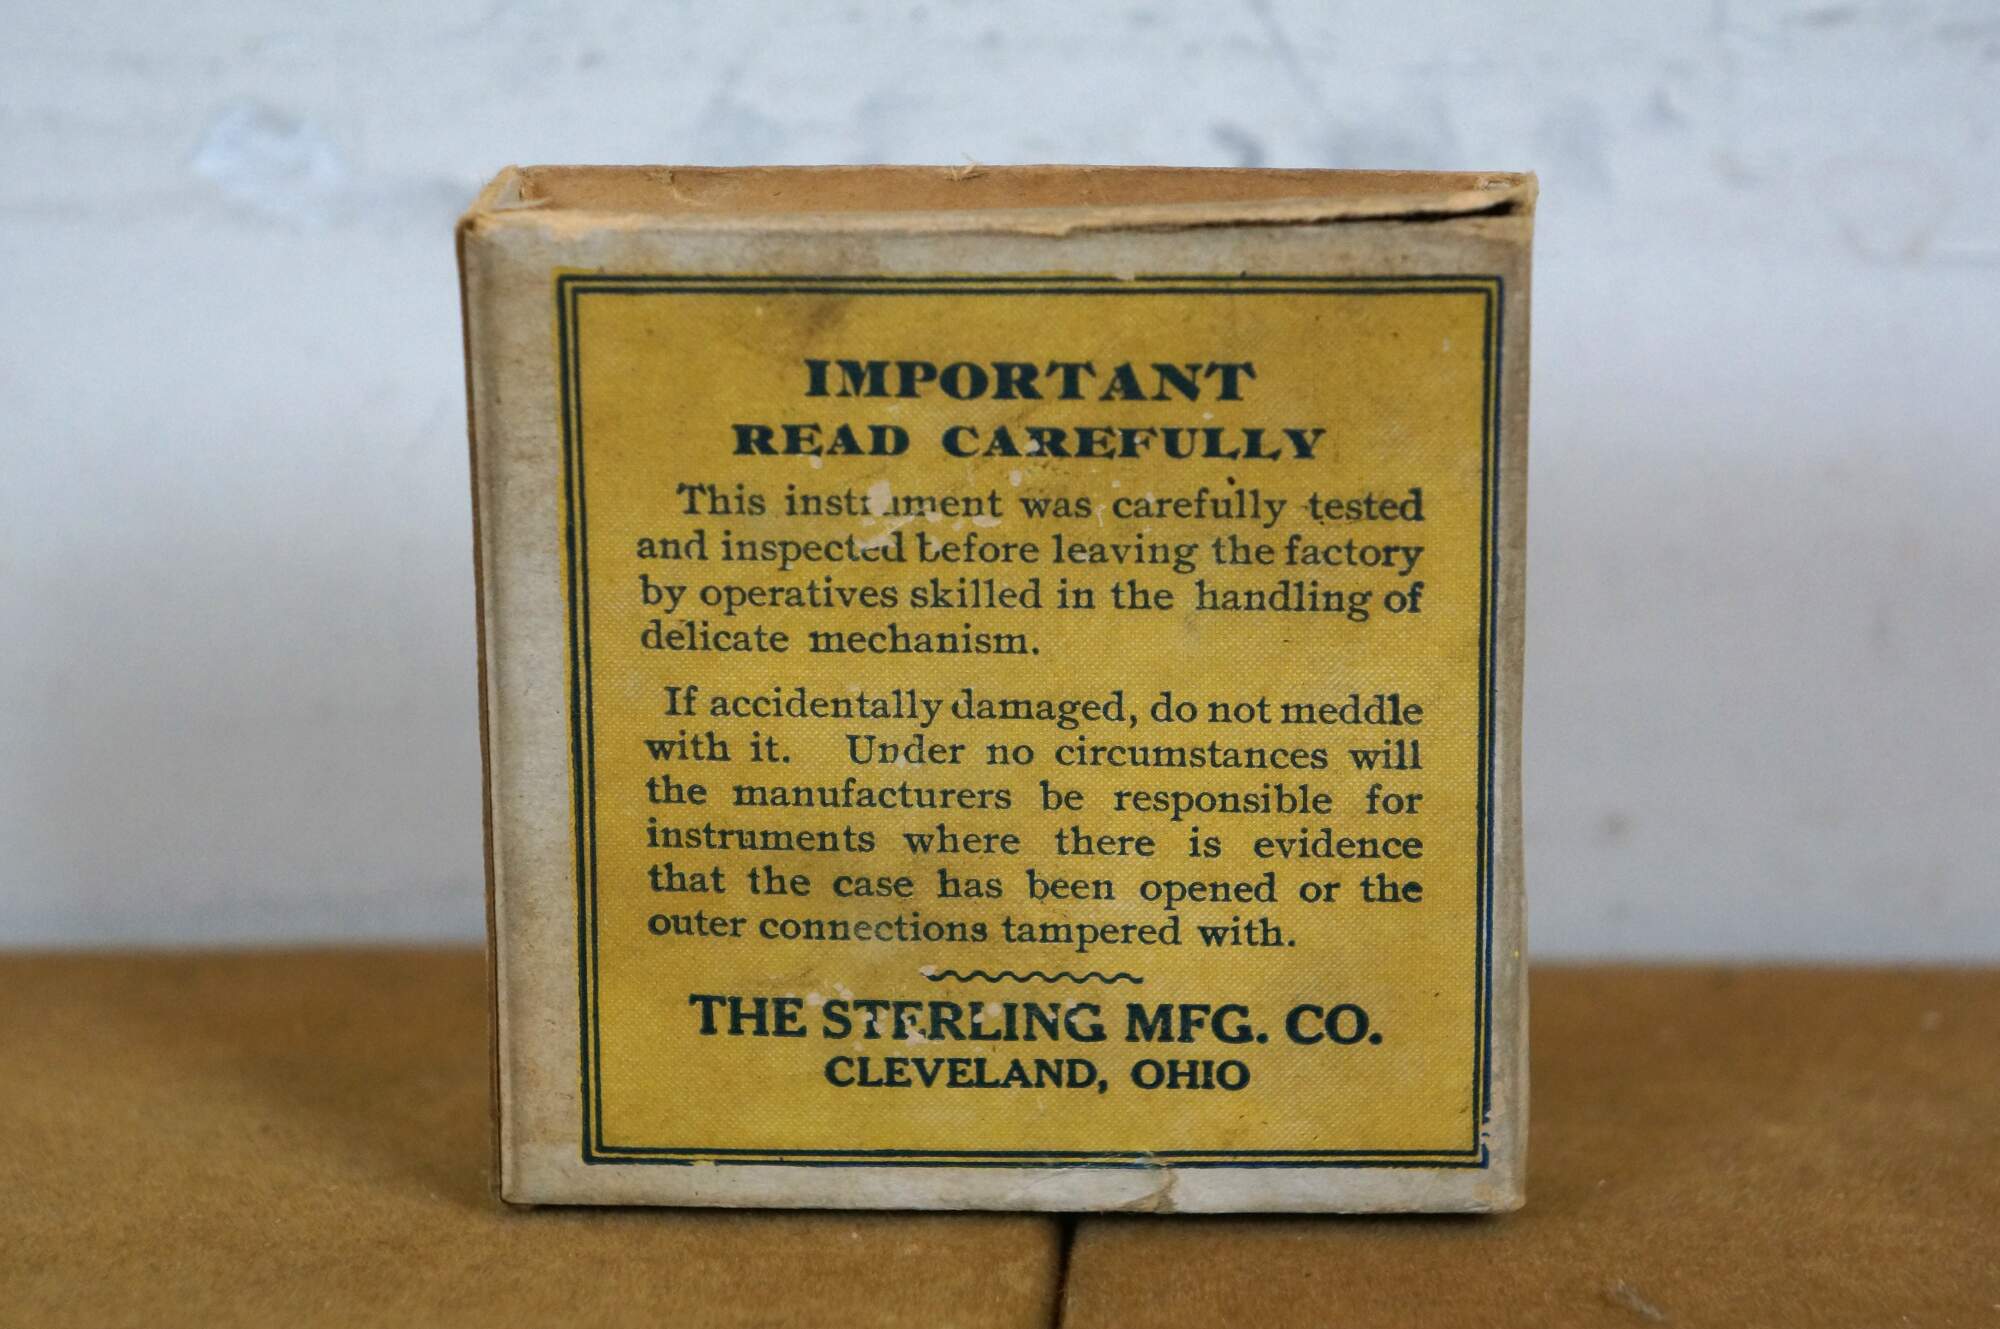 IMPORTANT
READ CAREFULLY
This instrument was carefully tested
and inspected before leaving the factory
by operatives skilled in the handling of
delicate mechanism.
If accidentally damaged, do not meddle
with it. Under no circumstances will
the manufacturers be responsible for
instruments where there is evidence
that the case has been opened or the
outer connections tampered with.
THE STERLING MFG. CO.
CLEVELAND, OHIO